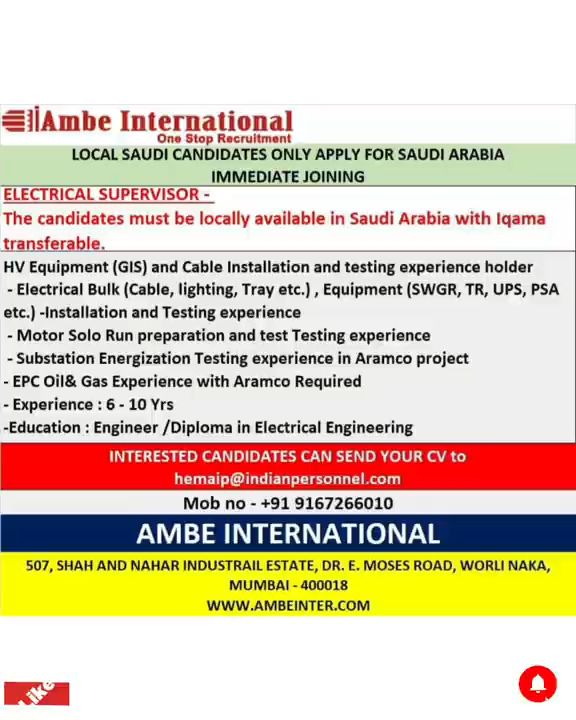 Ambe International
One Stop Recruitment
LOCAL SAUDI CANDIDATES ONLY APPLY FOR SAUDI ARABIA
IMMEDIATE JOINING
ELECTRICAL SUPERVISOR -
The candidates must be locally available in Saudi Arabia with Iqama
transferable.
HV Equipment (GIS) and Cable Installation and testing experience holder
- Electrical Bulk (Cable, lighting, Tray etc.) , Equipment (SWGR, TR, UPS, PSA
etc.) -Installation and Testing experience
- Motor Solo Run preparation and test Testing experience
- Substation Energization Testing experience in Aramco project
- EPC Oil& Gas Experience with Aramco Required
- Experience : 6 - 10 Yrs
-Education : Engineer /Diploma in Electrical Engineering
INTERESTED CANDIDATES CAN SEND YOUR CV to
hemaip@indianpersonnel.com
Mob no - +91 9167266010
AMBE INTERNATIONAL
507, SHAH AND NAHAR INDUSTRAIL ESTATE, DR. E. MOSES ROAD, WORLI NAKA,
MUMBAI - 400018
WWW.AMBEINTER.COM
Like